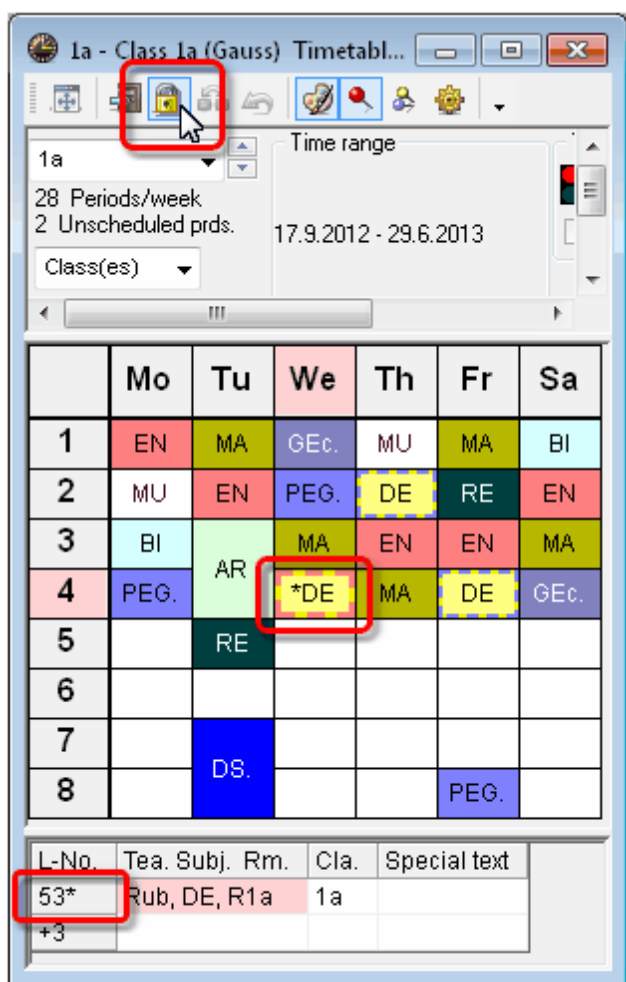 1a - Class 1a (Gauss) Timetabl...
1a
Time range
28 Periods/week
2 Unscheduled prds.
17.9.2012 - 29.6.2013
Class(es)
Mo Tu We Th Fr Sa
1 EN MA GEc. MU MA BI
2 MU EN PEG. DE RE EN
3 BI AR MA EN EN MA
4 PEG. *DE MA DE GEc.
5 RE
6
7 DS.
8 PEG.
L-No. Tea. Subj. Rm. Cla. Special text
53* Rub, DE, R1a 1a
+3